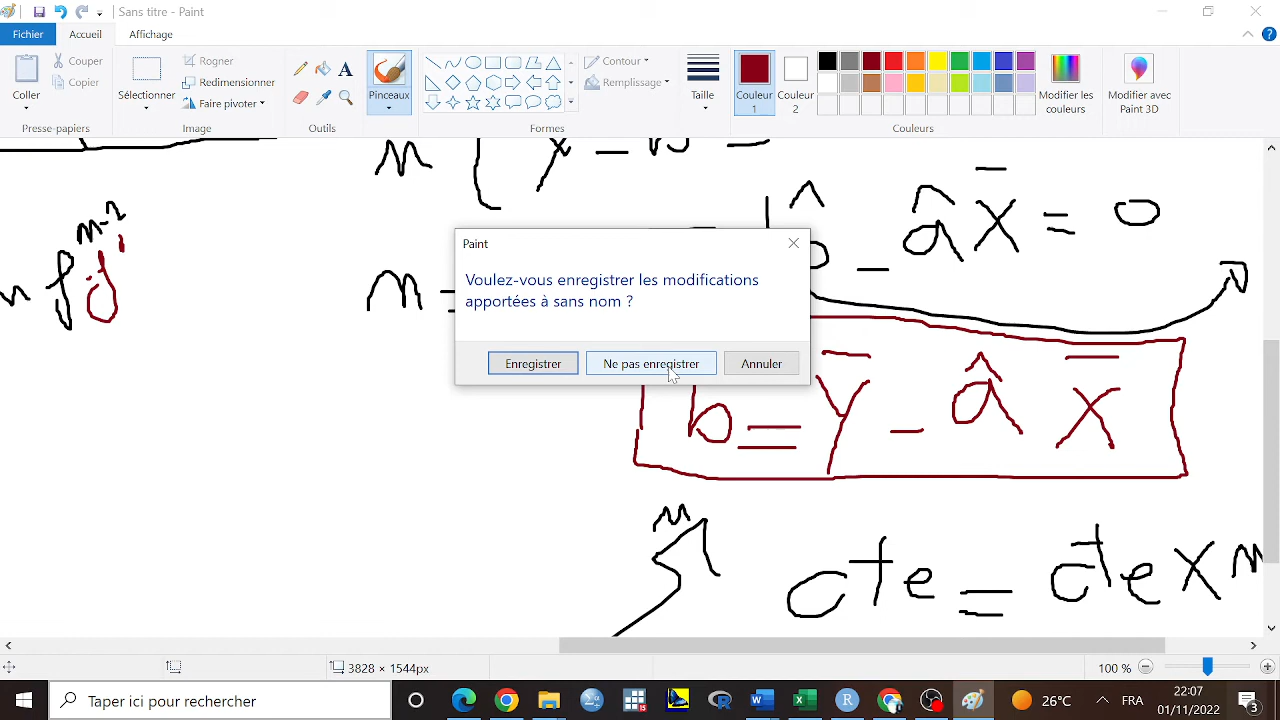 Sans titre - Paint
Fichier Accueil Affichage
Coller
Couper
Copier
Presse-papiers
Sélectionner
Rogner
Redimensionner
Faire pivoter
Image
A
Outils
Pinceaux
Contour
Remplissage
Formes
Taille
Couleur 1
Couleur 2
Modifier les couleurs
Couleurs
Modifier avec Paint 3D
Paint
Voulez-vous enregistrer les modifications
apportées à sans nom ?
Enregistrer Ne pas enregistrer Annuler
- â X̄ = 0
b = Ȳ - â X̄
cte = cte x n
3828 × 1544px
100 %
Taper ici pour rechercher
26°C
FRA
22:07
01/11/2022
3